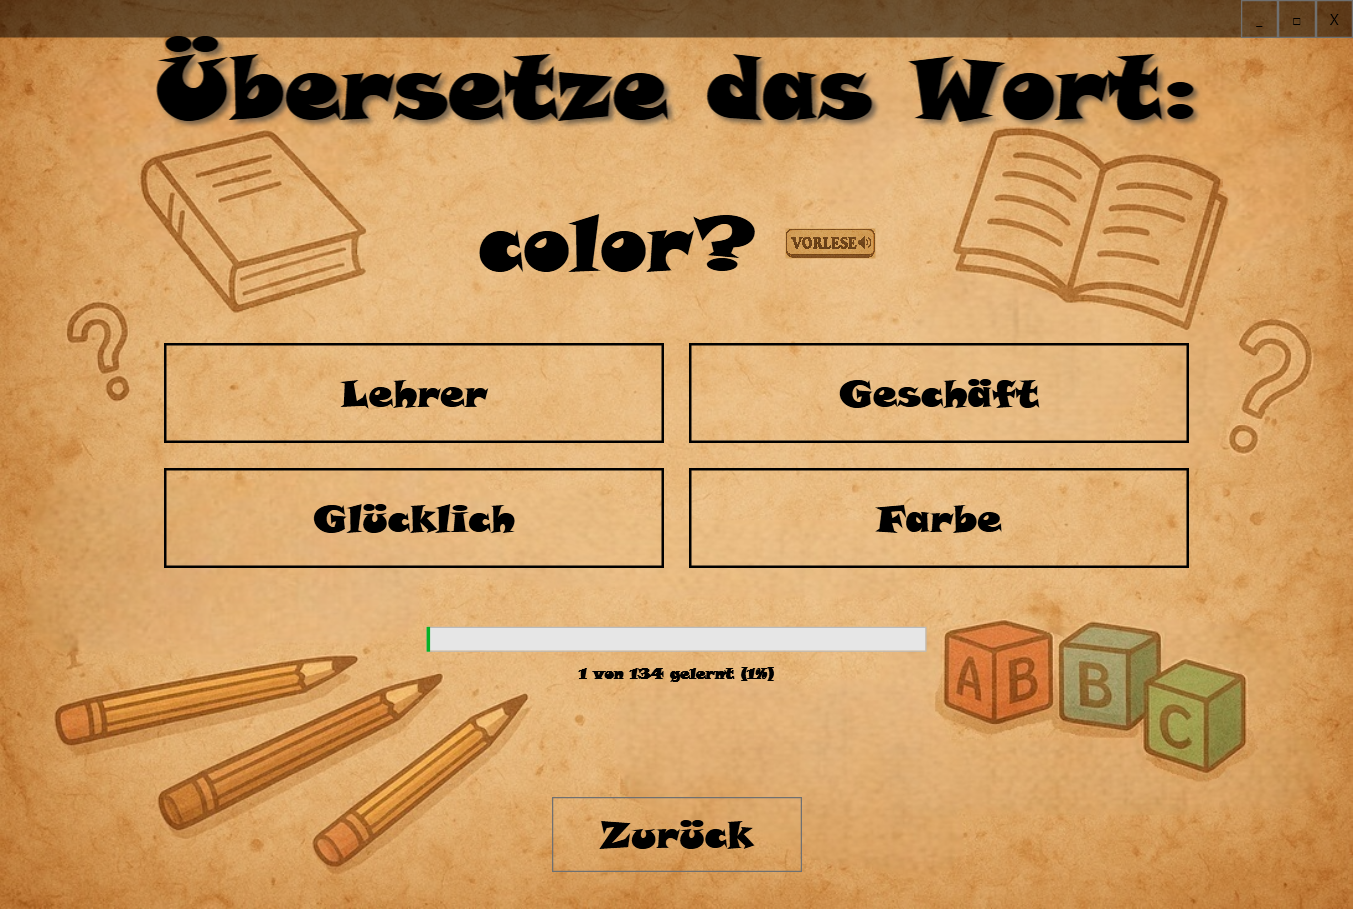 _ □ X
Übersetze das Wort:
color?
VORLESE
Lehrer
Geschäft
Glücklich
Farbe
1 von 134 gelernt (1%)
A B B C
Zurück